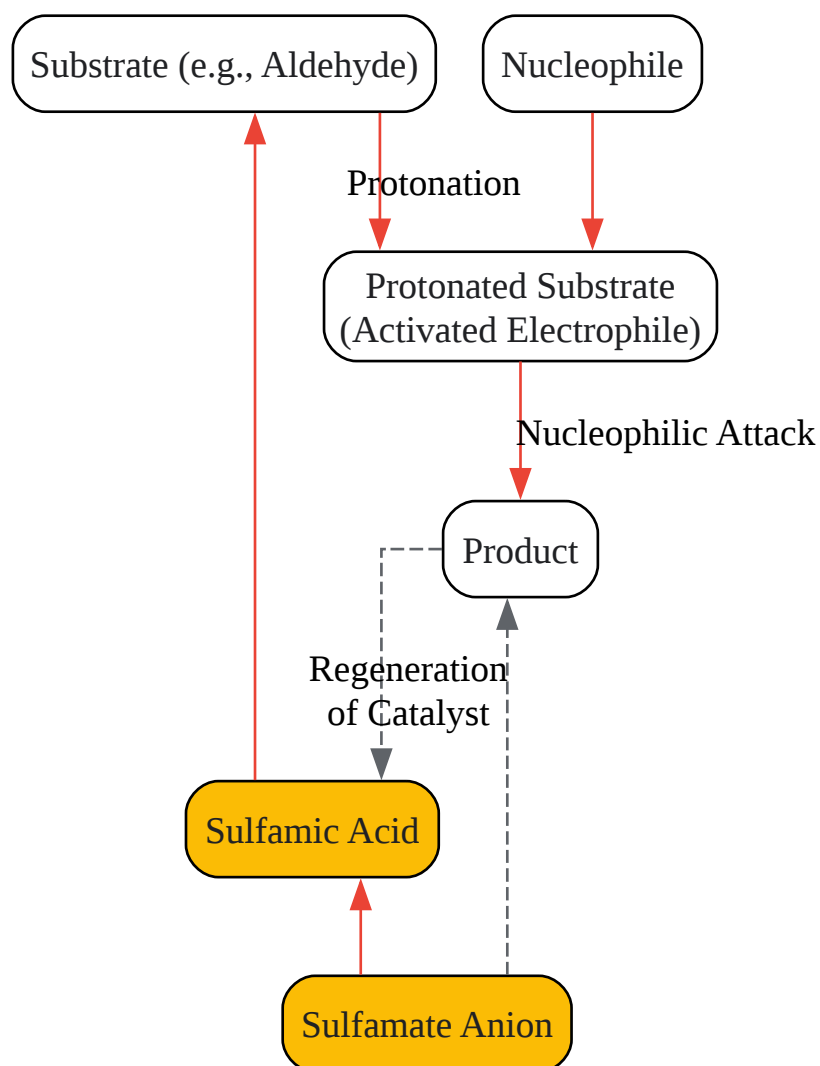 Substrate (e.g., Aldehyde)
Nucleophile
Protonation
Protonated Substrate
(Activated Electrophile)
Nucleophilic Attack
Product
Regeneration
of Catalyst
Sulfamic Acid
Sulfamate Anion